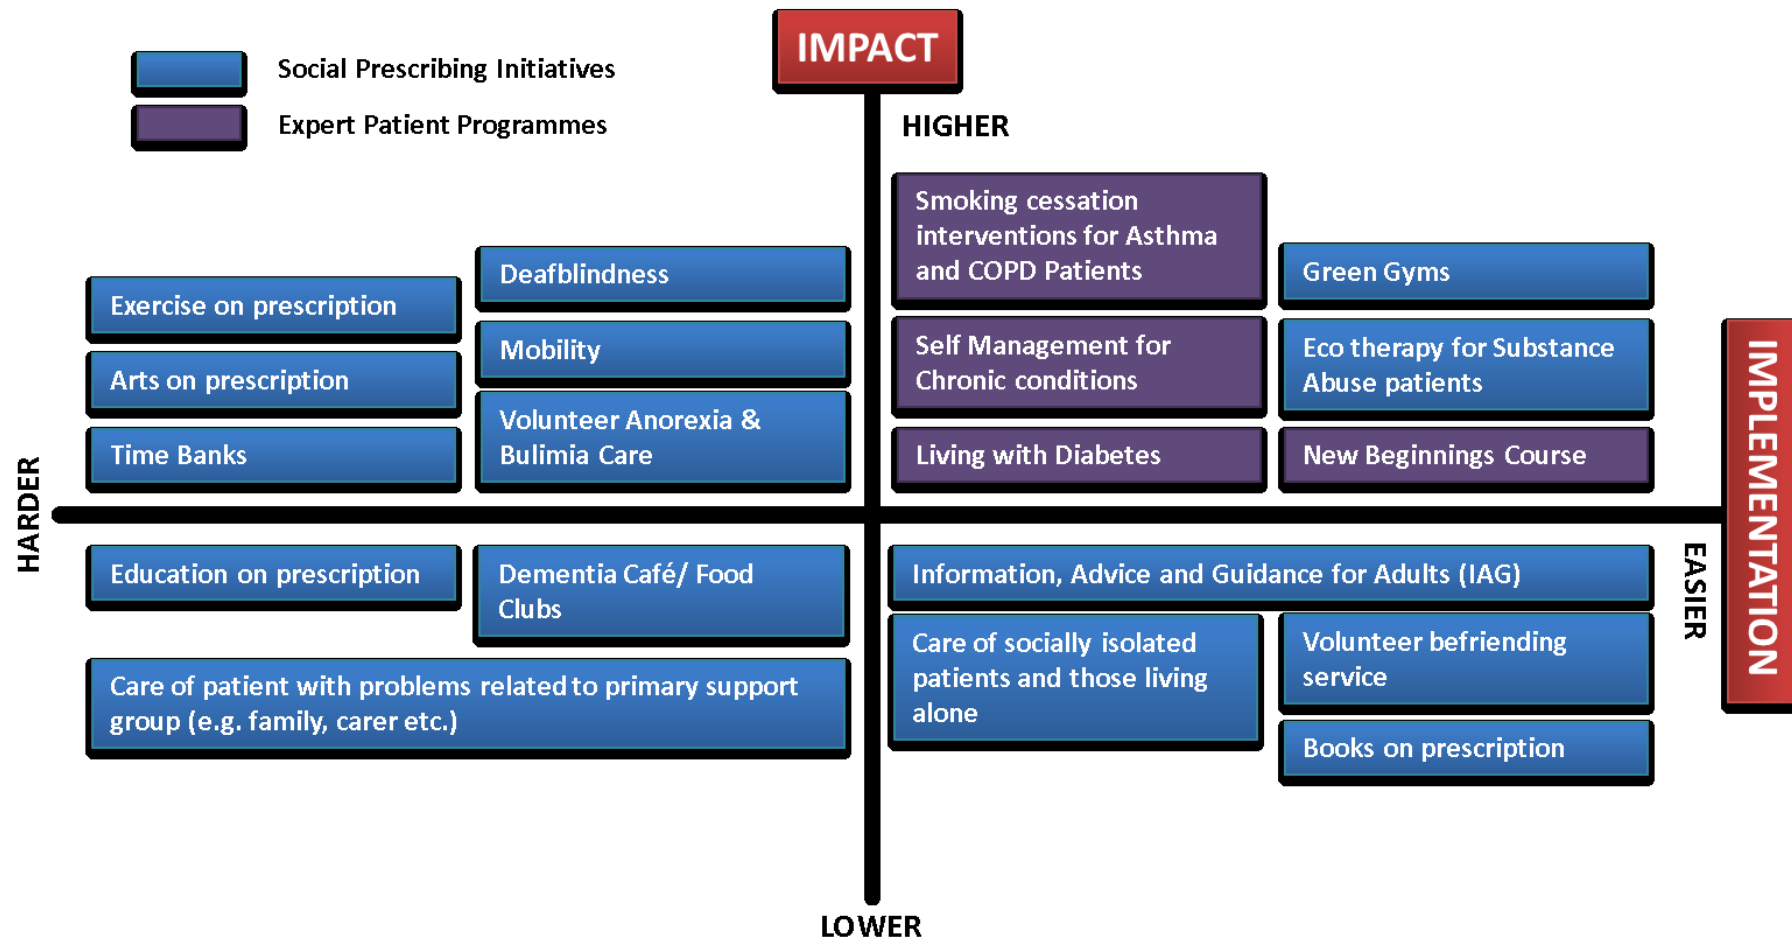 IMPACT
Social Prescribing Initiatives
Expert Patient Programmes
HIGHER
Smoking cessation
interventions for Asthma
and COPD Patients
Deafblindness
Green Gyms
Exercise on prescription
Mobility
Self Management for
Chronic conditions
Eco therapy for Substance
Abuse patients
Arts on prescription
Volunteer Anorexia &
Bulimia Care
Time Banks
Living with Diabetes
New Beginnings Course
HARDER
IMPLEMENTATION
EASIER
Education on prescription
Dementia Café/ Food
Clubs
Information, Advice and Guidance for Adults (IAG)
Care of socially isolated
patients and those living
alone
Volunteer befriending
service
Care of patient with problems related to primary support
group (e.g. family, carer etc.)
Books on prescription
LOWER